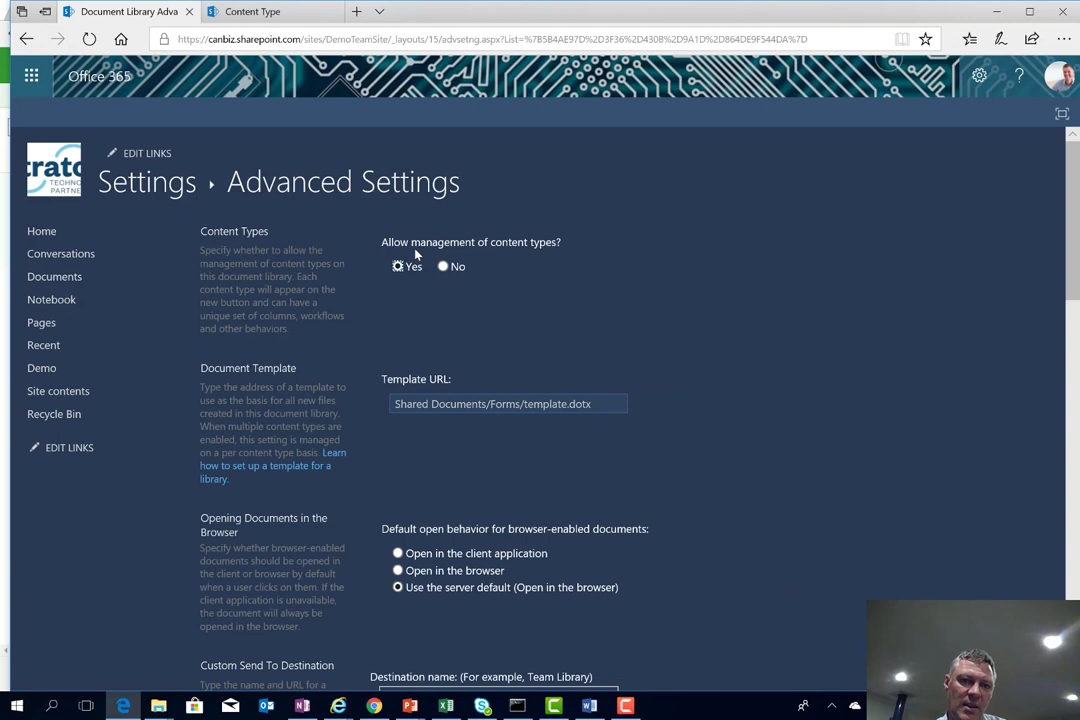 Document Library Adva
Content Type
https://canbiz.sharepoint.com/sites/DemoTeamSite/_layouts/15/advsetng.aspx?List=%7B5B4AE97D%2D3F36%2D430B%2D9A1D%2D864DE9F544DA%7D
Office 365
EDIT LINKS
Settings
Advanced Settings
Home
Conversations
Documents
Notebook
Pages
Recent
Demo
Site contents
Recycle Bin
EDIT LINKS
Content Types
Specify whether to allow the
management of content types on
this document library. Each
content type will appear on the
new button and can have a
unique set of columns, workflows
and other behaviors.
Allow management of content types?
Yes
No
Document Template
Type the address of a template to
use as the basis for all new files
created in this document library.
When multiple content types are
enabled, this setting is managed
on a per content type basis. Learn
how to set up a template for a
library.
Template URL:
Shared Documents/Forms/template.dotx
Opening Documents in the
Browser
Specify whether browser-enabled
documents should be opened in
the client or browser by default
when a user clicks on them. If the
client application is unavailable,
the document will always be
opened in the browser.
Default open behavior for browser-enabled documents:
Open in the client application
Open in the browser
Use the server default (Open in the browser)
Custom Send To Destination
Type the name and URL for a
Destination name: (For example, Team Library)